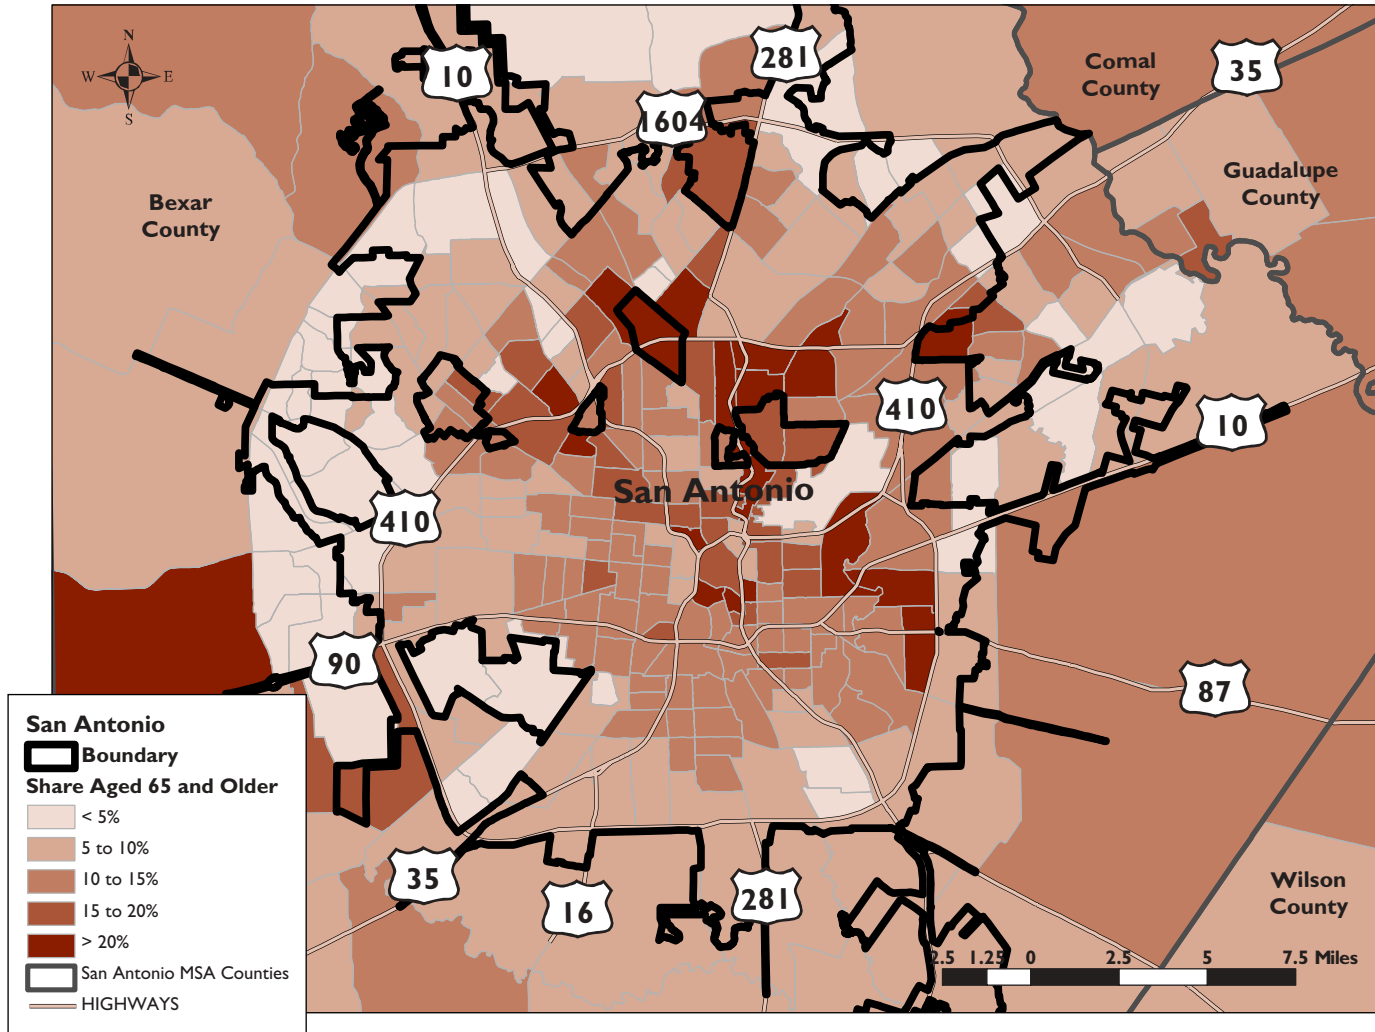 N
W E
S
10
281
1604
35
Comal
County
Guadalupe
County
Bexar
County
410
10
San Antonio
410
90
87
San Antonio
Boundary
Share Aged 65 and Older
< 5%
5 to 10%
10 to 15%
15 to 20%
> 20%
San Antonio MSA Counties
HIGHWAYS
35
16
281
Wilson
County
2.5 1.25 0 2.5 5 7.5 Miles